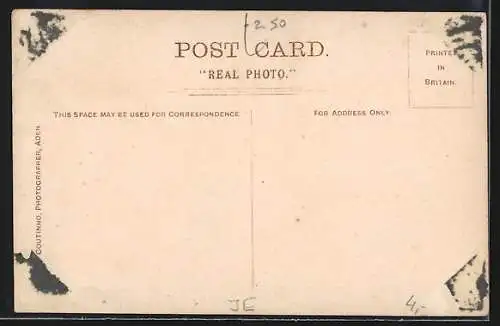 2 50
POST CARD.
"REAL PHOTO."
PRINTED
IN
BRITAIN.
THIS SPACE MAY BE USED FOR CORRESPONDENCE
FOR ADDRESS ONLY
COUTINHO, PHOTOGRAPHER, ADEN
JE
4,-